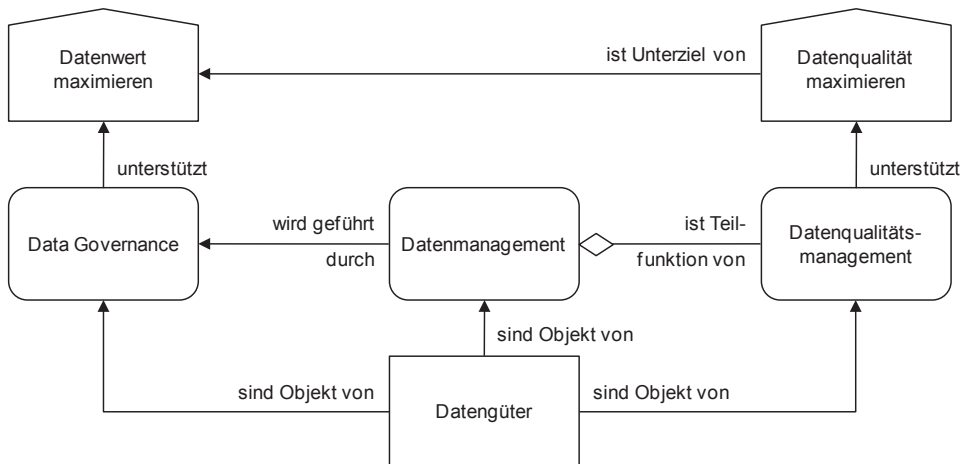 Datenwert
maximieren
ist Unterziel von
Datenqualität
maximieren
unterstützt
unterstützt
Data Governance
wird geführt
durch
Datenmanagement
ist Teil-
funktion von
Datenqualitäts-
management
sind Objekt von
sind Objekt von
Datengüter
sind Objekt von